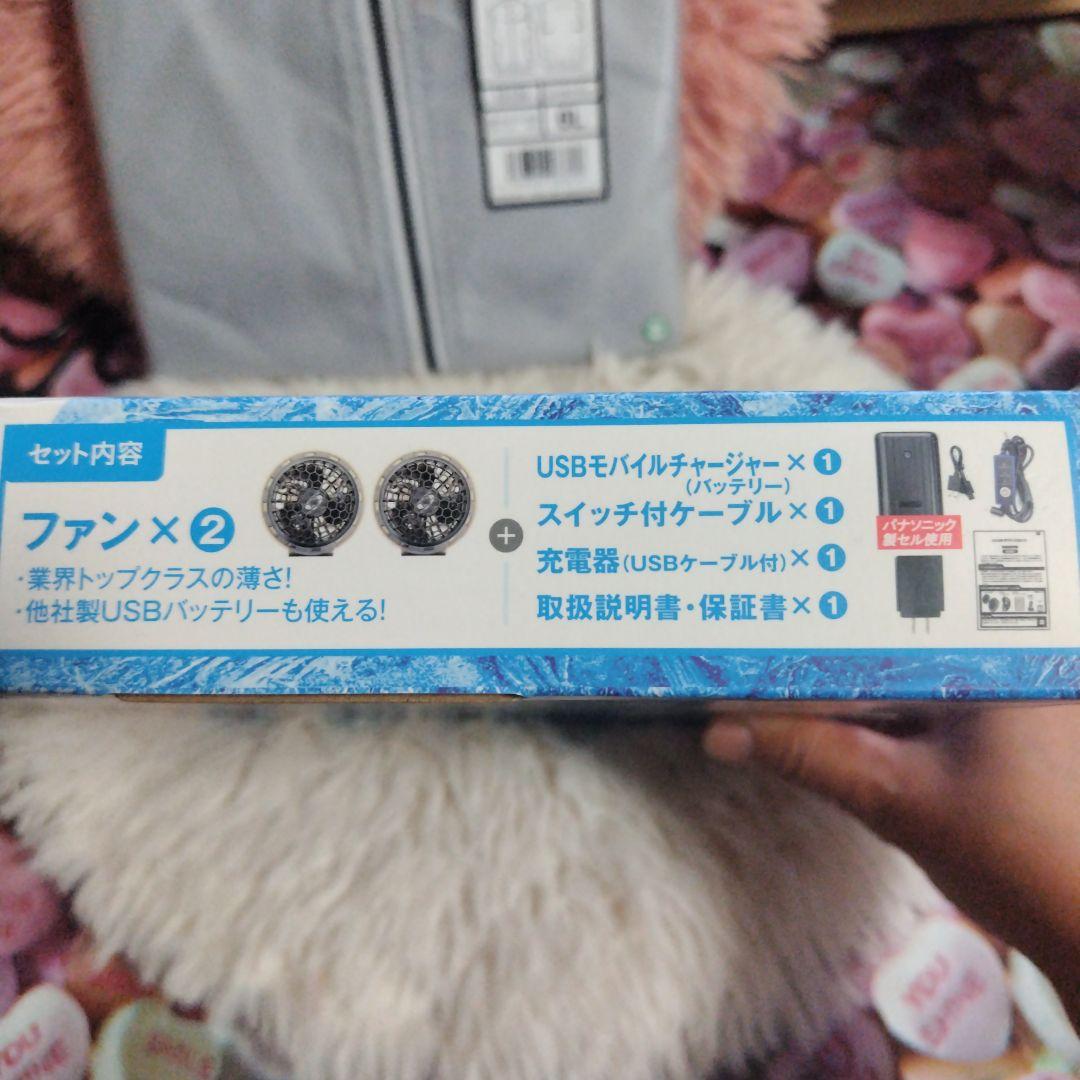 セット内容
ファン×2
・業界トップクラスの薄さ!
・他社製USBバッテリーも使える!
+
USBモバイルチャージャー×1
(バッテリー)
スイッチ付ケーブル×1
充電器(USBケーブル付)×1
取扱説明書・保証書×1
パナソニック
製セル使用
YOU